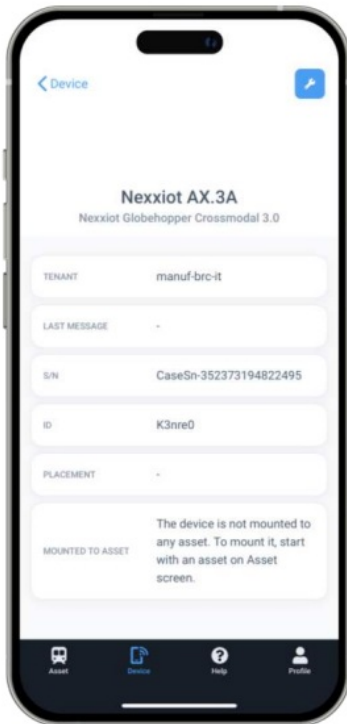 Device
Nexxiot AX.3A
Nexxiot Globehopper Crossmodal 3.0
TENANT manuf-brc-it
LAST MESSAGE -
S/N CaseSn-352373194822495
ID K3nre0
PLACEMENT -
MOUNTED TO ASSET The device is not mounted to
any asset. To mount it, start
with an asset on Asset
screen.
Asset Device Help Profile